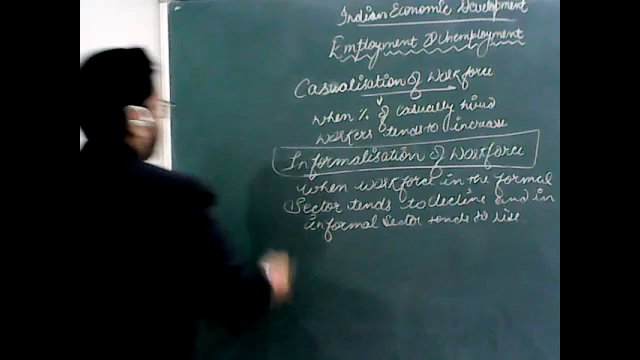 Indian Economic Development
Employment & Unemployment
Casualisation of Workforce
When % of casually hired
workers tends to increase
Informalisation of Workforce
When workforce in the formal
Sector tends to decline and in
informal Sector tends to rise.